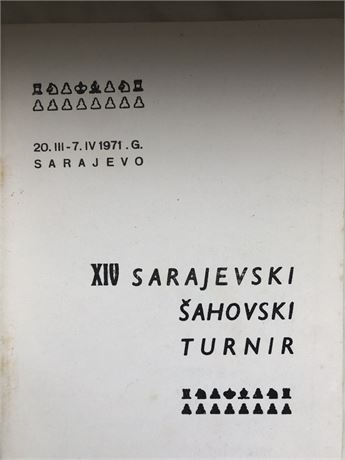 20. III-7. IV 1971. G.
SARAJEVO
XIV SARAJEVSKI
ŠAHOVSKI
TURNIR